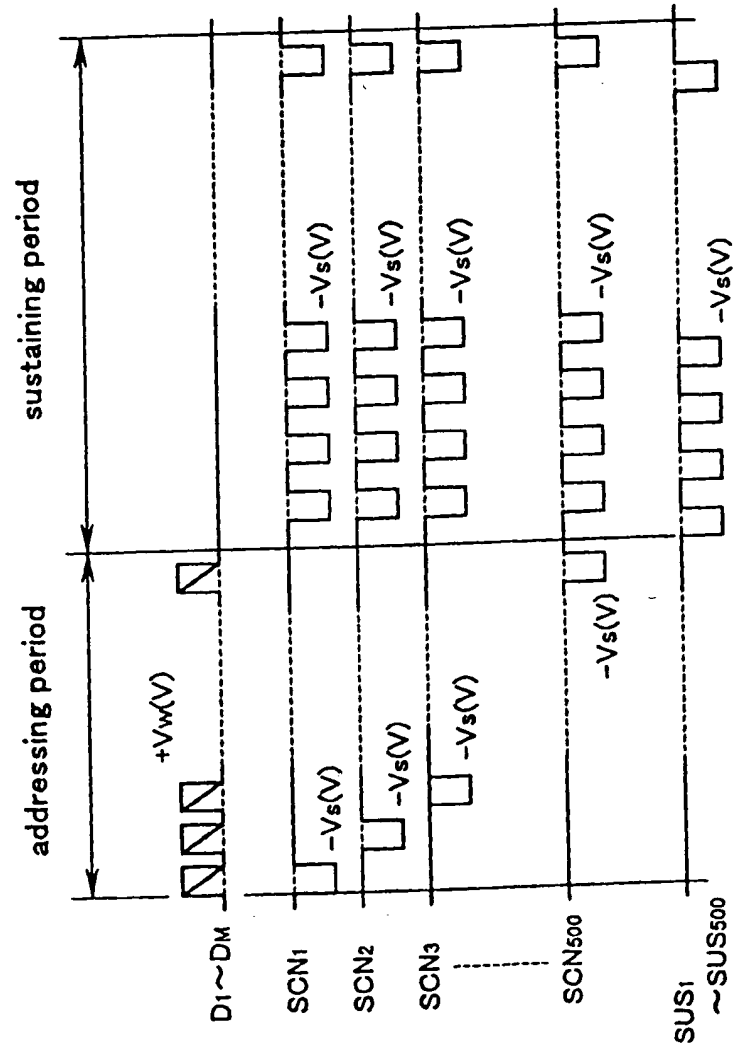 addressing period
sustaining period
+Vw(V)
D1~DM
SCN1
-Vs(V)
-Vs(V)
SCN2
-Vs(V)
-Vs(V)
SCN3
-Vs(V)
-Vs(V)
SCN500
-Vs(V)
-Vs(V)
SUS1
~SUS500
-Vs(V)